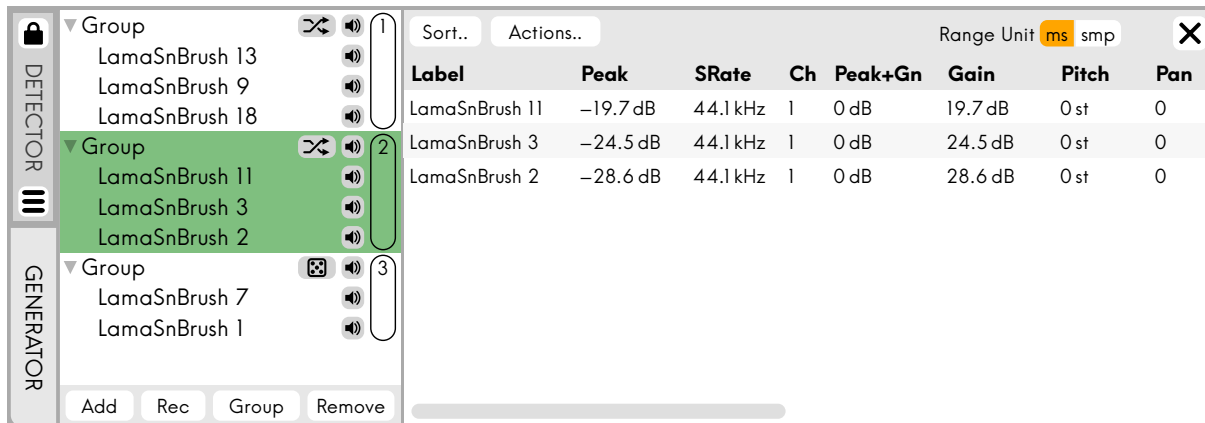 DETECTOR
GENERATOR
Group 1
LamaSnBrush 13
LamaSnBrush 9
LamaSnBrush 18
Group 2
LamaSnBrush 11
LamaSnBrush 3
LamaSnBrush 2
Group 3
LamaSnBrush 7
LamaSnBrush 1
Add Rec Group Remove
Sort.. Actions.. Range Unit ms smp
Label Peak SRate Ch Peak+Gn Gain Pitch Pan
LamaSnBrush 11 −19.7 dB 44.1 kHz 1 0 dB 19.7 dB 0 st 0
LamaSnBrush 3 −24.5 dB 44.1 kHz 1 0 dB 24.5 dB 0 st 0
LamaSnBrush 2 −28.6 dB 44.1 kHz 1 0 dB 28.6 dB 0 st 0